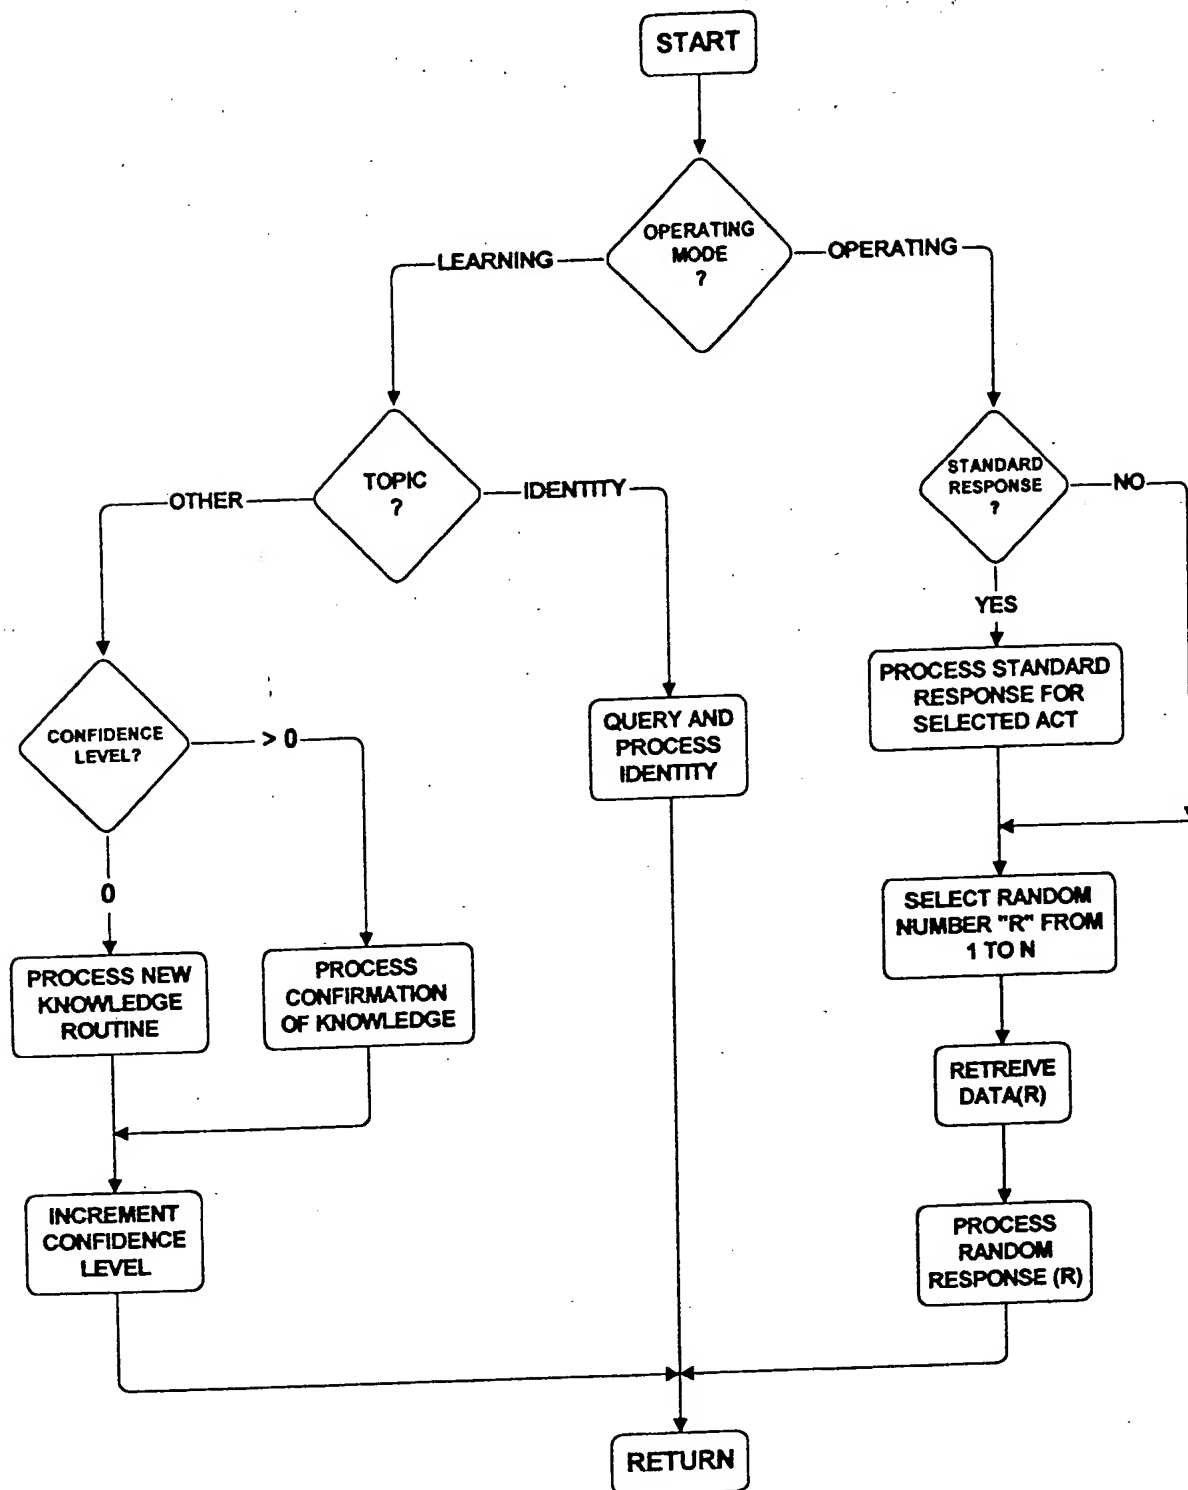 START
OPERATING
MODE
?
LEARNING
OPERATING
TOPIC
?
OTHER
IDENTITY
STANDARD
RESPONSE
?
NO
YES
CONFIDENCE
LEVEL?
> 0
0
QUERY AND
PROCESS
IDENTITY
PROCESS STANDARD
RESPONSE FOR
SELECTED ACT
SELECT RANDOM
NUMBER "R" FROM
1 TO N
PROCESS NEW
KNOWLEDGE
ROUTINE
PROCESS
CONFIRMATION
OF KNOWLEDGE
RETREIVE
DATA(R)
INCREMENT
CONFIDENCE
LEVEL
PROCESS
RANDOM
RESPONSE (R)
RETURN